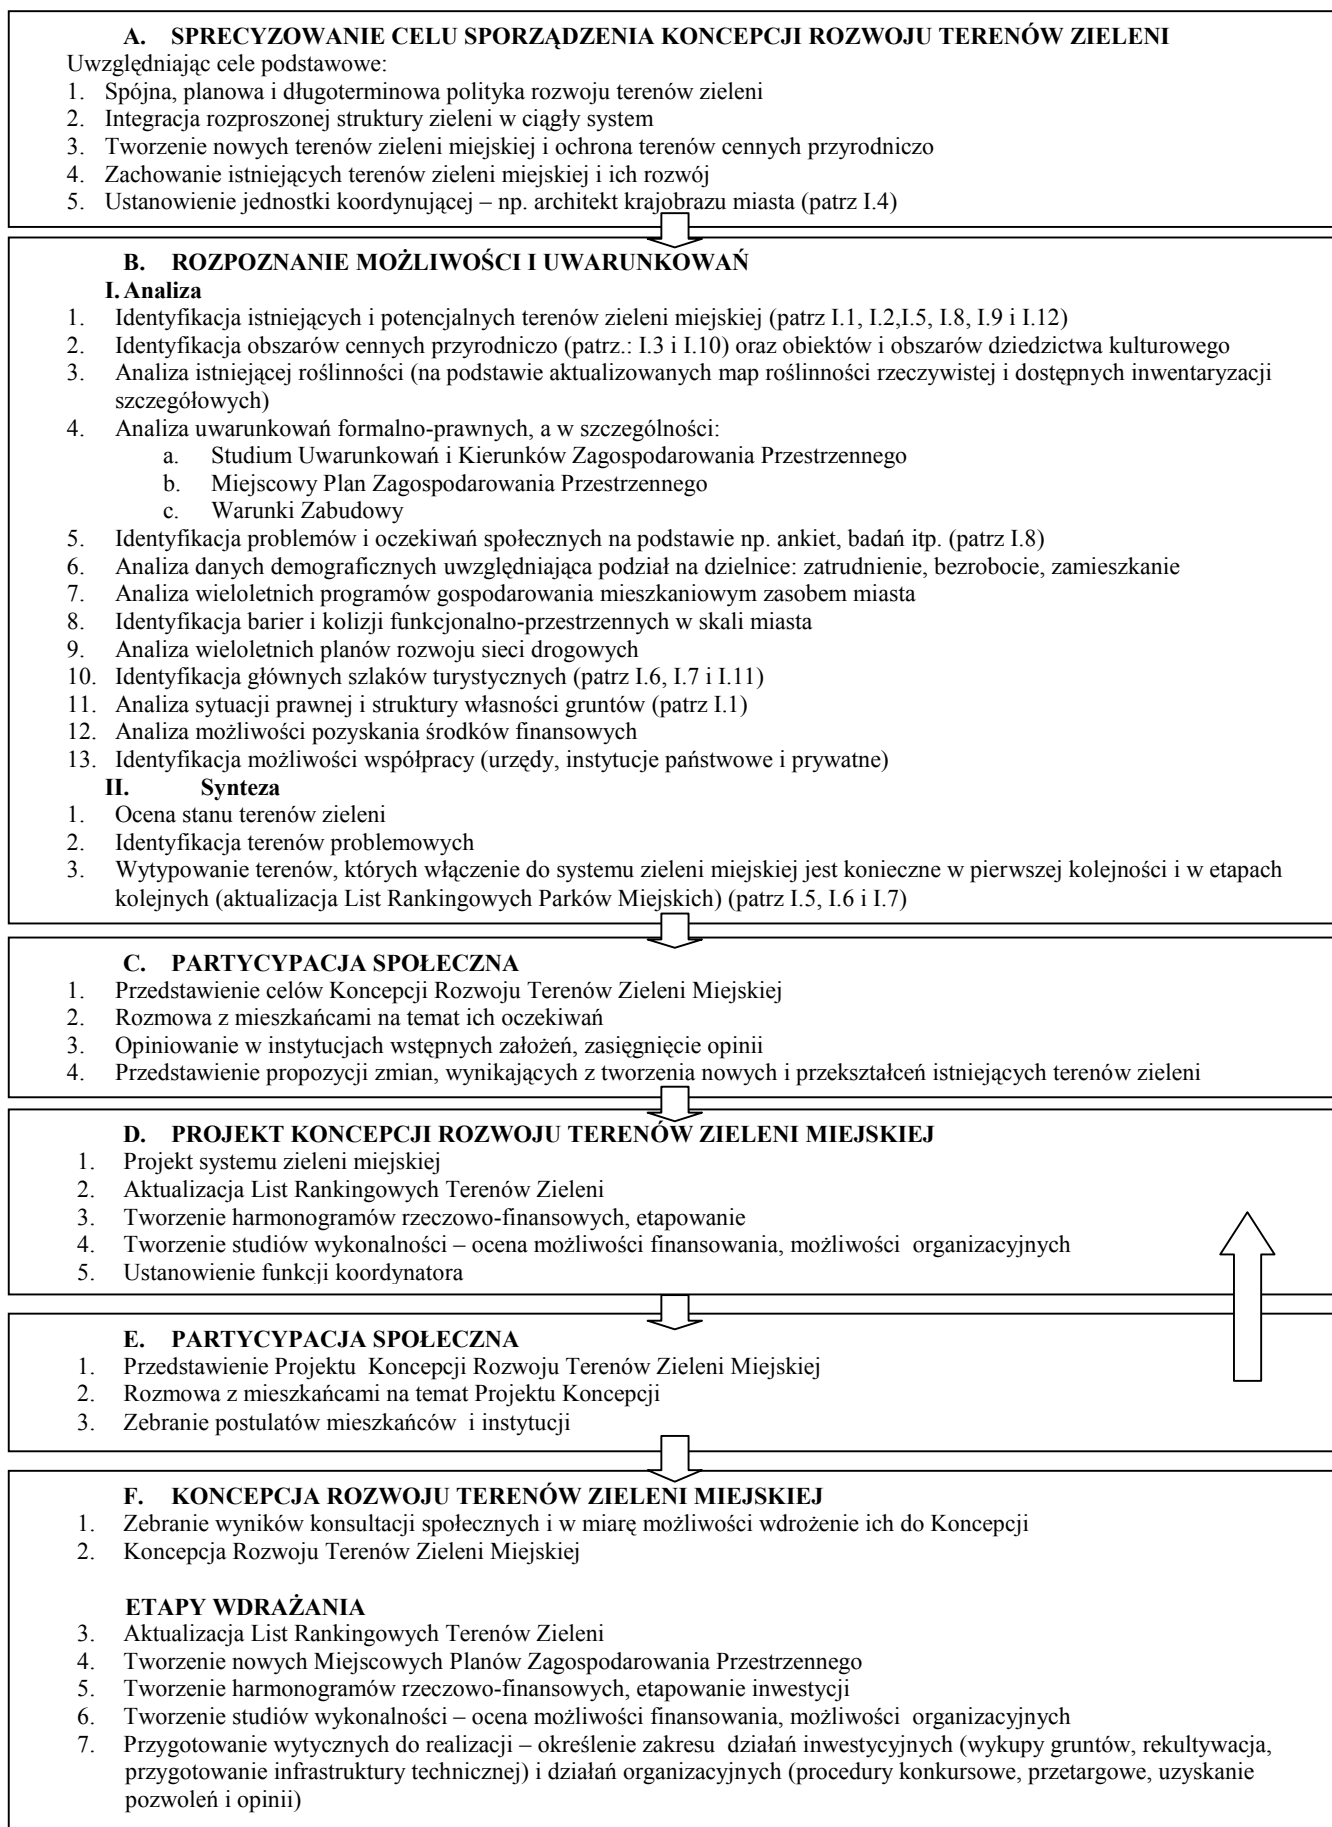 A. SPRECYZOWANIE CELU SPORZĄDZENIA KONCEPCJI ROZWOJU TERENÓW ZIELENI
Uwzględniając cele podstawowe:
1. Spójna, planowa i długoterminowa polityka rozwoju terenów zieleni
2. Integracja rozproszonej struktury zieleni w ciągły system
3. Tworzenie nowych terenów zieleni miejskiej i ochrona terenów cennych przyrodniczo
4. Zachowanie istniejących terenów zieleni miejskiej i ich rozwój
5. Ustanowienie jednostki koordynującej – np. architekt krajobrazu miasta (patrz I.4)
B. ROZPOZNANIE MOŻLIWOŚCI I UWARUNKOWAŃ
I. Analiza
1. Identyfikacja istniejących i potencjalnych terenów zieleni miejskiej (patrz I.1, I.2,I.5, I.8, I.9 i I.12)
2. Identyfikacja obszarów cennych przyrodniczo (patrz.: I.3 i I.10) oraz obiektów i obszarów dziedzictwa kulturowego
3. Analiza istniejącej roślinności (na podstawie aktualizowanych map roślinności rzeczywistej i dostępnych inwentaryzacji
szczegółowych)
4. Analiza uwarunkowań formalno-prawnych, a w szczególności:
a. Studium Uwarunkowań i Kierunków Zagospodarowania Przestrzennego
b. Miejscowy Plan Zagospodarowania Przestrzennego
c. Warunki Zabudowy
5. Identyfikacja problemów i oczekiwań społecznych na podstawie np. ankiet, badań itp. (patrz I.8)
6. Analiza danych demograficznych uwzględniająca podział na dzielnice: zatrudnienie, bezrobocie, zamieszkanie
7. Analiza wieloletnich programów gospodarowania mieszkaniowym zasobem miasta
8. Identyfikacja barier i kolizji funkcjonalno-przestrzennych w skali miasta
9. Analiza wieloletnich planów rozwoju sieci drogowych
10. Identyfikacja głównych szlaków turystycznych (patrz I.6, I.7 i I.11)
11. Analiza sytuacji prawnej i struktury własności gruntów (patrz I.1)
12. Analiza możliwości pozyskania środków finansowych
13. Identyfikacja możliwości współpracy (urzędy, instytucje państwowe i prywatne)
II. Synteza
1. Ocena stanu terenów zieleni
2. Identyfikacja terenów problemowych
3. Wytypowanie terenów, których włączenie do systemu zieleni miejskiej jest konieczne w pierwszej kolejności i w etapach
kolejnych (aktualizacja List Rankingowych Parków Miejskich) (patrz I.5, I.6 i I.7)
C. PARTYCYPACJA SPOŁECZNA
1. Przedstawienie celów Koncepcji Rozwoju Terenów Zieleni Miejskiej
2. Rozmowa z mieszkańcami na temat ich oczekiwań
3. Opiniowanie w instytucjach wstępnych założeń, zasięgnięcie opinii
4. Przedstawienie propozycji zmian, wynikających z tworzenia nowych i przekształceń istniejących terenów zieleni
D. PROJEKT KONCEPCJI ROZWOJU TERENÓW ZIELENI MIEJSKIEJ
1. Projekt systemu zieleni miejskiej
2. Aktualizacja List Rankingowych Terenów Zieleni
3. Tworzenie harmonogramów rzeczowo-finansowych, etapowanie
4. Tworzenie studiów wykonalności – ocena możliwości finansowania, możliwości organizacyjnych
5. Ustanowienie funkcji koordynatora
E. PARTYCYPACJA SPOŁECZNA
1. Przedstawienie Projektu Koncepcji Rozwoju Terenów Zieleni Miejskiej
2. Rozmowa z mieszkańcami na temat Projektu Koncepcji
3. Zebranie postulatów mieszkańców i instytucji
F. KONCEPCJA ROZWOJU TERENÓW ZIELENI MIEJSKIEJ
1. Zebranie wyników konsultacji społecznych i w miarę możliwości wdrożenie ich do Koncepcji
2. Koncepcja Rozwoju Terenów Zieleni Miejskiej
ETAPY WDRAŻANIA
3. Aktualizacja List Rankingowych Terenów Zieleni
4. Tworzenie nowych Miejscowych Planów Zagospodarowania Przestrzennego
5. Tworzenie harmonogramów rzeczowo-finansowych, etapowanie inwestycji
6. Tworzenie studiów wykonalności – ocena możliwości finansowania, możliwości organizacyjnych
7. Przygotowanie wytycznych do realizacji – określenie zakresu działań inwestycyjnych (wykupy gruntów, rekultywacja,
przygotowanie infrastruktury technicznej) i działań organizacyjnych (procedury konkursowe, przetargowe, uzyskanie
pozwoleń i opinii)